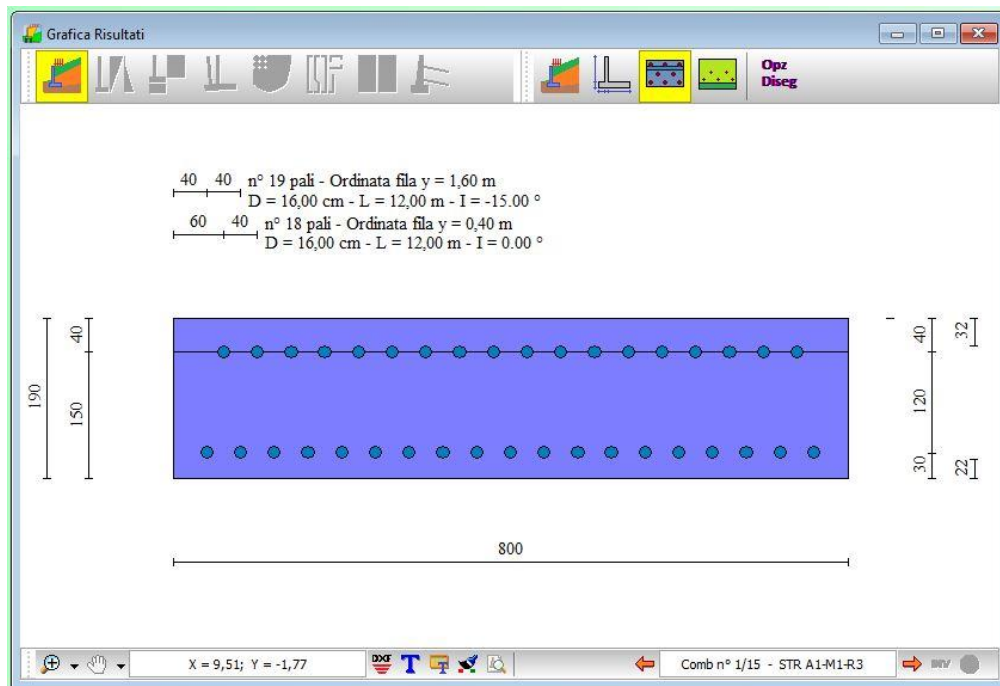 Grafica Risultati
Opz
Diseg
40 40 n° 19 pali - Ordinata fila y = 1,60 m
D = 16,00 cm - L = 12,00 m - I = -15.00 °
60 40 n° 18 pali - Ordinata fila y = 0,40 m
D = 16,00 cm - L = 12,00 m - I = 0.00 °
190
40
150
40
120
30
32
22
800
X = 9,51; Y = -1,77
DXF
T
Comb n° 1/15 - STR A1-M1-R3
INV